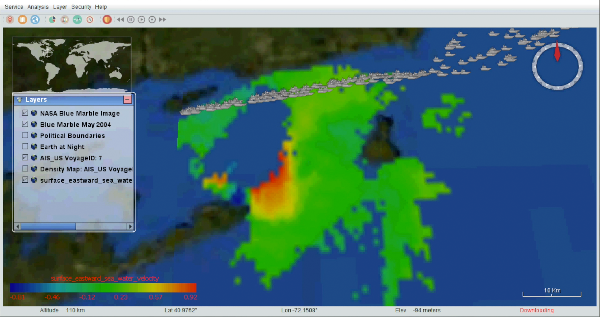 Service Analysis Layer Security Help
Layers
NASA Blue Marble Image
Blue Marble May 2004
Political Boundaries
Earth at Night
AIS_US VoyageID: 7
Density Map: AIS_US Voyage
surface_eastward_sea_wate
surface_eastward_sea_water_velocity
10 Km
Altitude 110 km Lat 40.9762° Lon -72.1508° Elev -94 meters Downloading